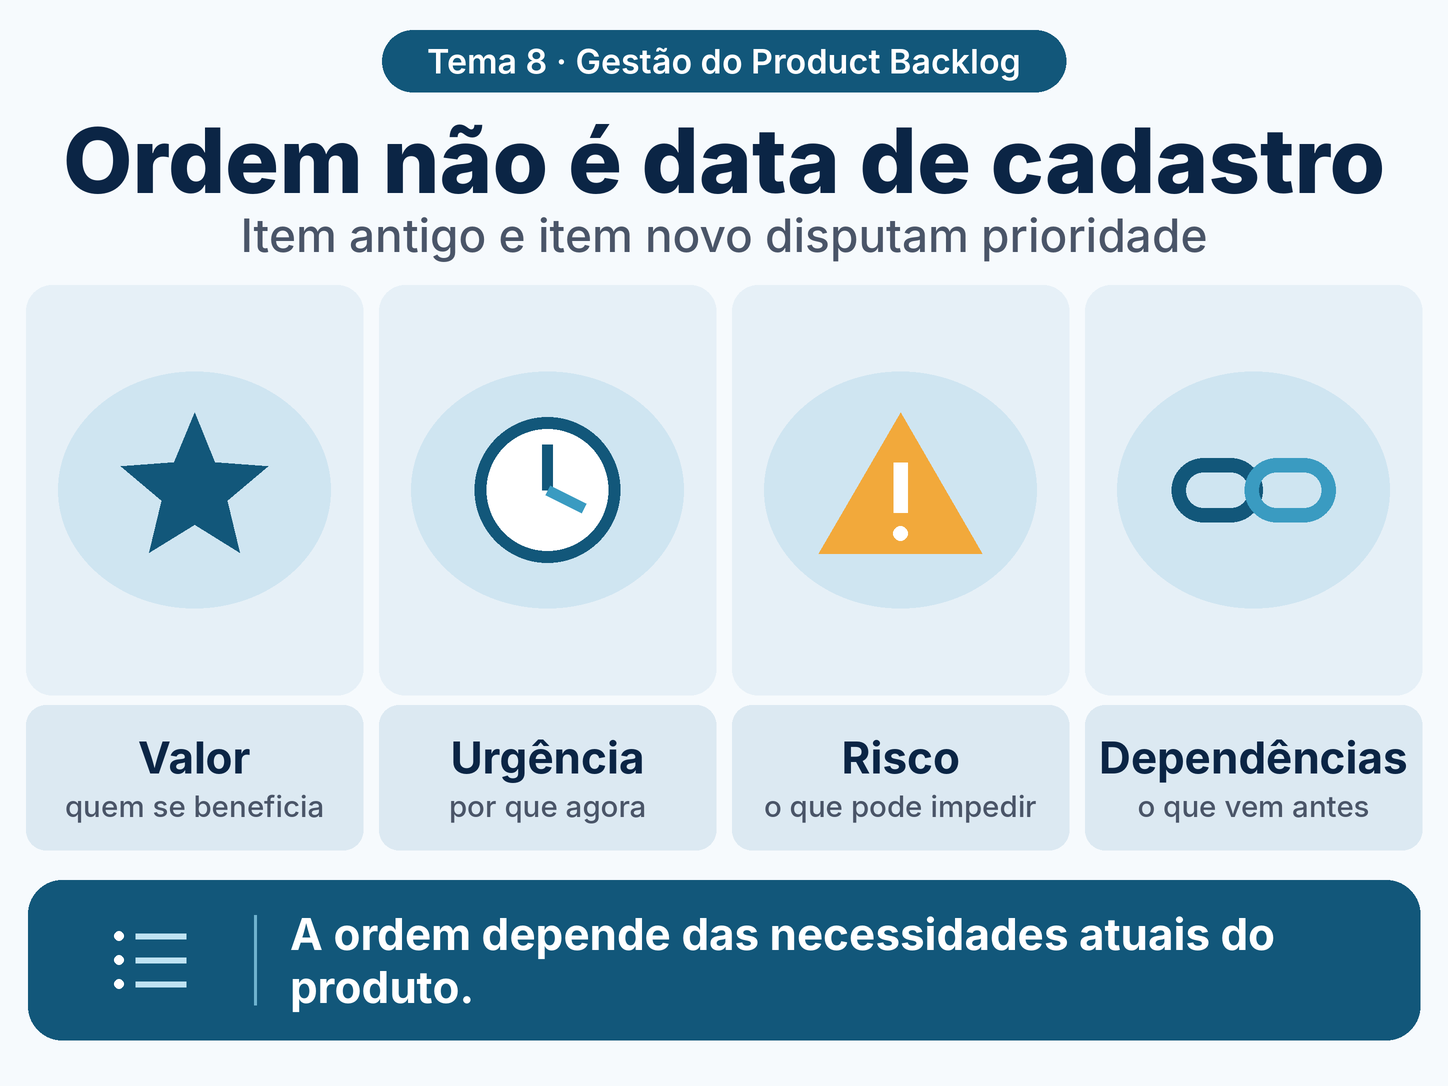 Tema 8 · Gestão do Product Backlog
Ordem não é data de cadastro
Item antigo e item novo disputam prioridade
Valor
quem se beneficia
Urgência
por que agora
Risco
o que pode impedir
Dependências
o que vem antes
A ordem depende das necessidades atuais do
produto.